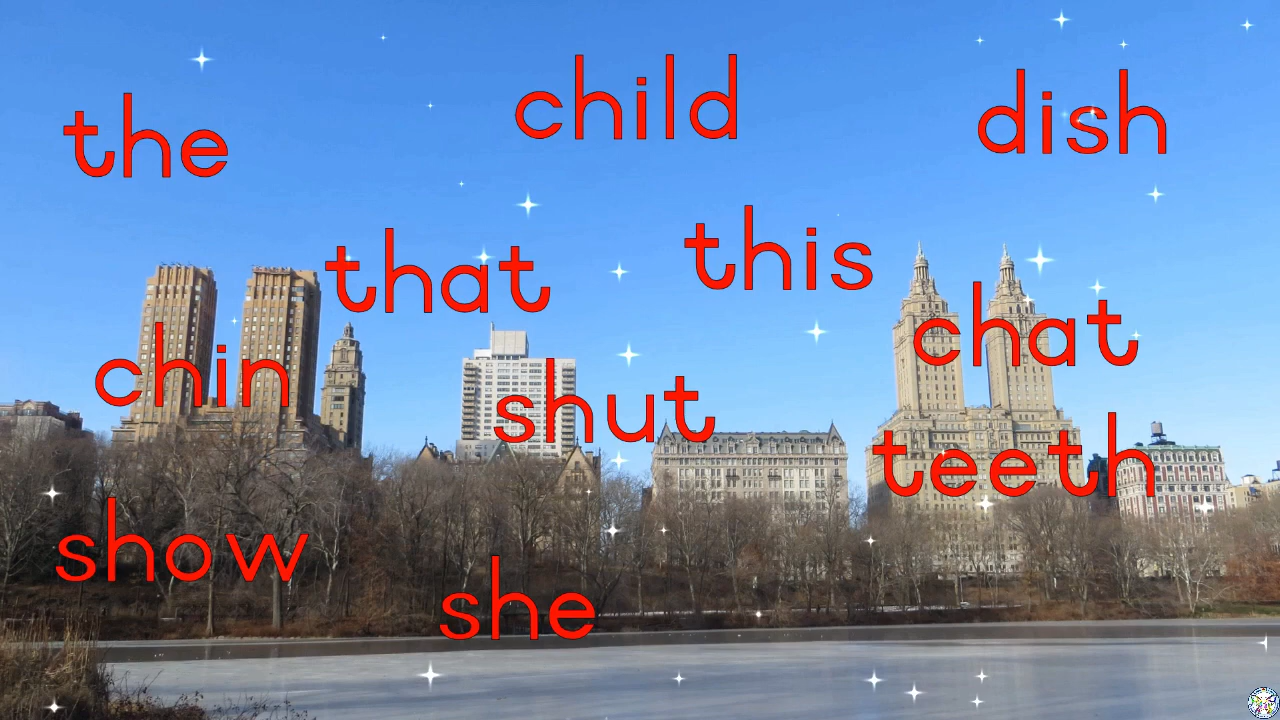 the
child
dish
that
this
chin
shut
chat
teeth
show
she